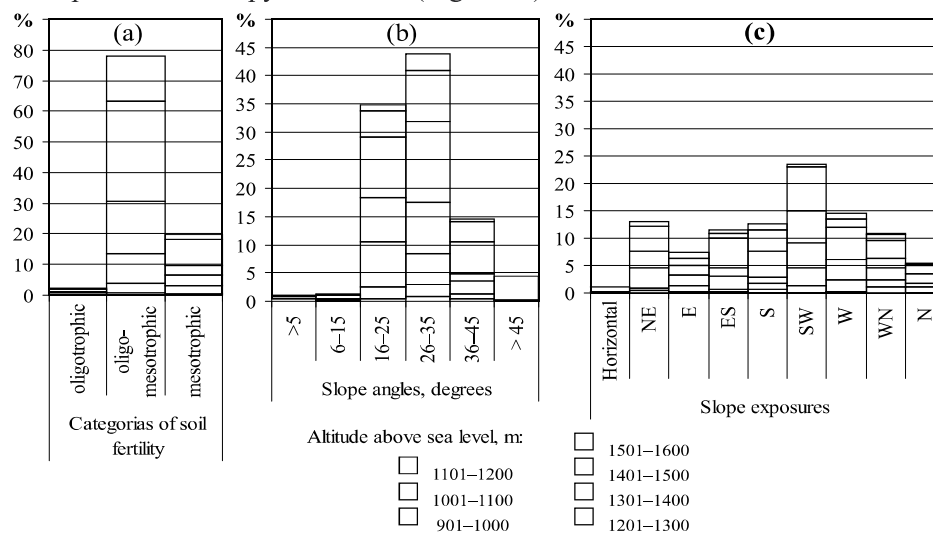 %
(a)
80
70
60
50
40
30
20
10
0
oligotrophic
oligo-
mesotrophic
mesotrophic
Categorias of soil
fertility
%
(b)
45
40
35
30
25
20
15
10
5
0
>5
6–15
16–25
26–35
36–45
> 45
Slope angles, degrees
%
(c)
45
40
35
30
25
20
15
10
5
0
Horizontal
NE
E
ES
S
SW
W
WN
N
Slope exposures
Altitude above sea level, m:
1101–1200
1001–1100
901–1000
1501–1600
1401–1500
1301–1400
1201–1300